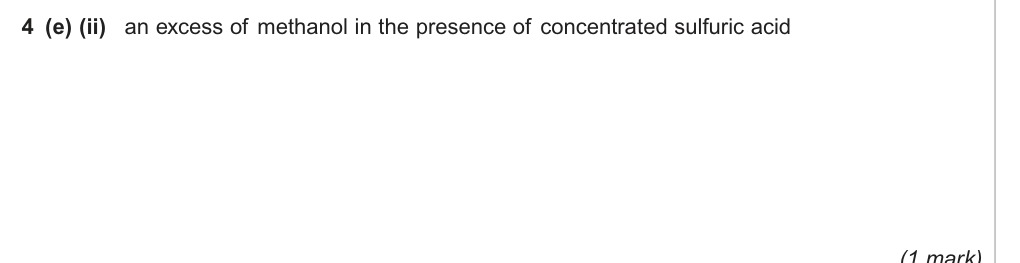 4 (e) (ii) an excess of methanol in the presence of concentrated sulfuric acid
(1 mark)